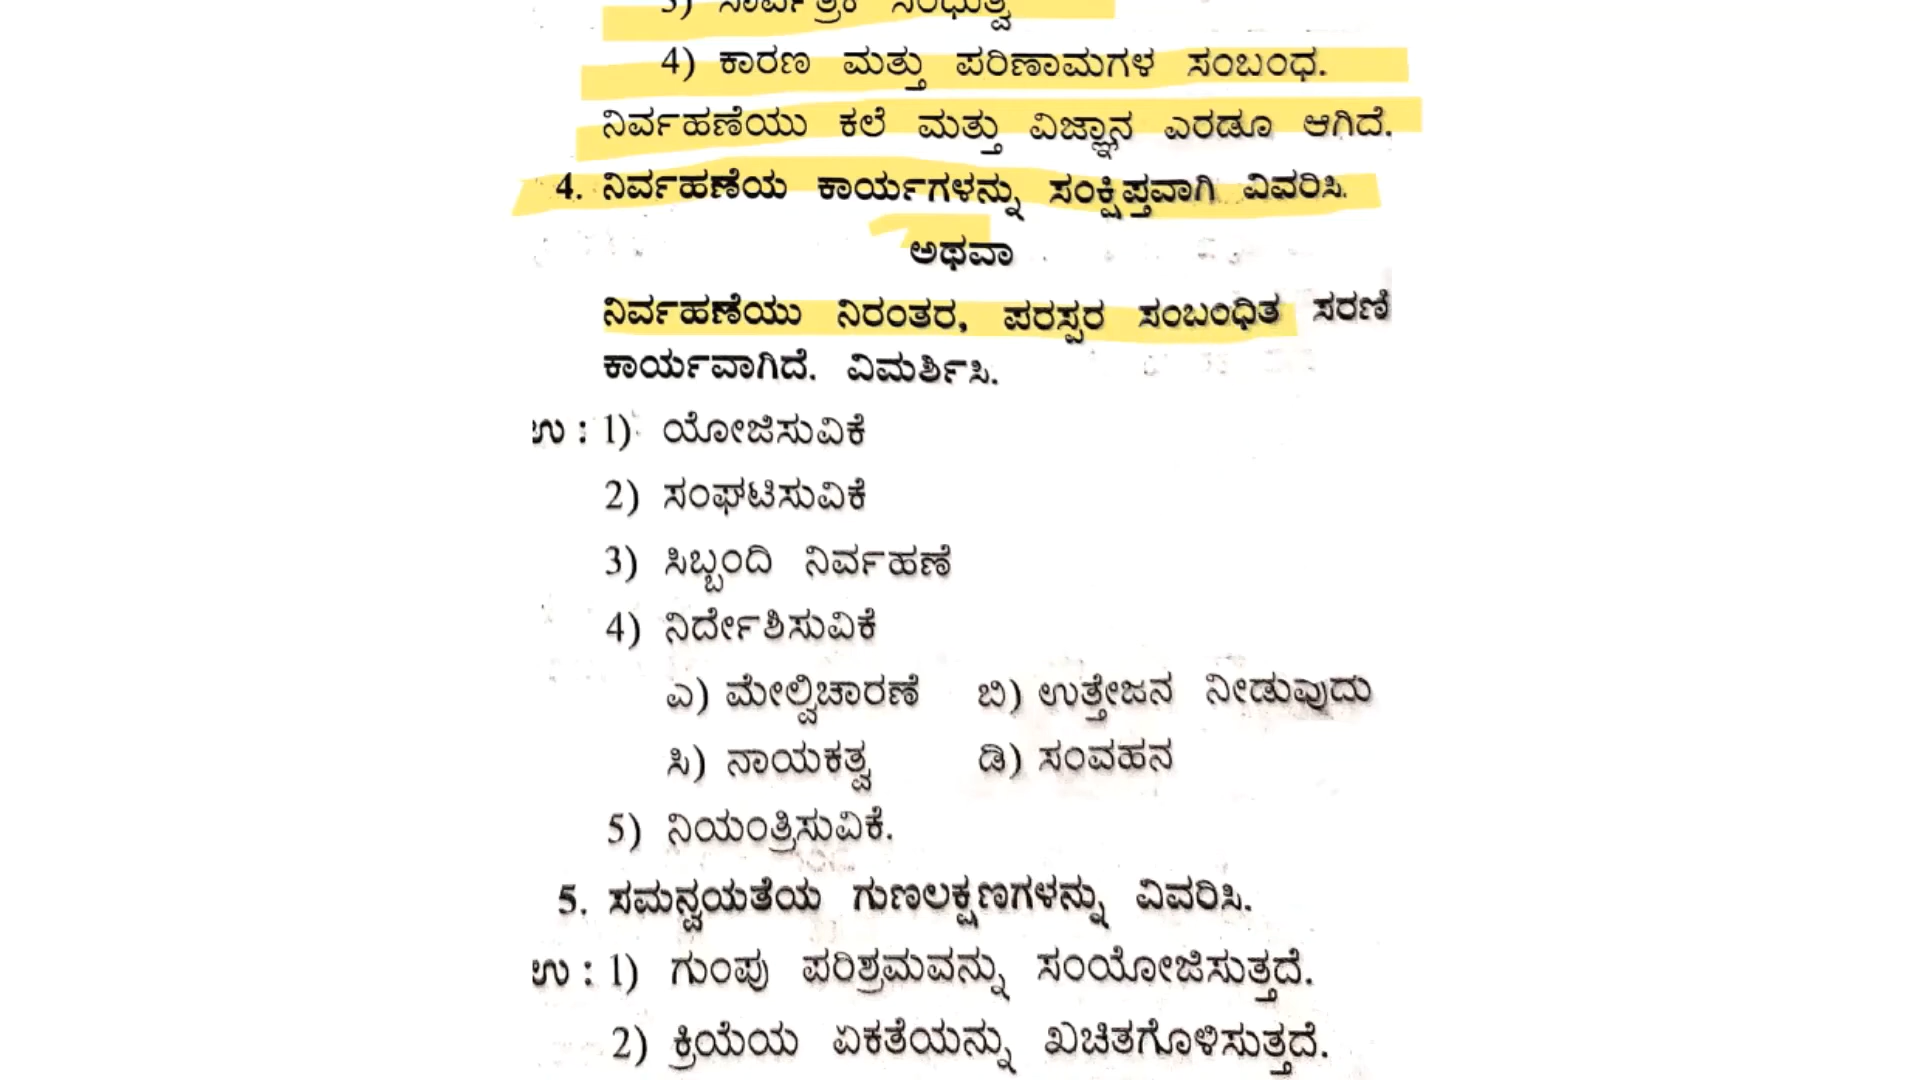 3) ಸಾರ್ವತ್ರಿಕ ಸಿಂಧುತ್ವ
4) ಕಾರಣ ಮತ್ತು ಪರಿಣಾಮಗಳ ಸಂಬಂಧ.
ನಿರ್ವಹಣೆಯು ಕಲೆ ಮತ್ತು ವಿಜ್ಞಾನ ಎರಡೂ ಆಗಿದೆ.
4. ನಿರ್ವಹಣೆಯ ಕಾರ್ಯಗಳನ್ನು ಸಂಕ್ಷಿಪ್ತವಾಗಿ ವಿವರಿಸಿ.
ಅಥವಾ
ನಿರ್ವಹಣೆಯು ನಿರಂತರ, ಪರಸ್ಪರ ಸಂಬಂಧಿತ ಸರಣಿ
ಕಾರ್ಯವಾಗಿದೆ. ವಿಮರ್ಶಿಸಿ.
ಉ : 1) ಯೋಜಿಸುವಿಕೆ
2) ಸಂಘಟಿಸುವಿಕೆ
3) ಸಿಬ್ಬಂದಿ ನಿರ್ವಹಣೆ
4) ನಿರ್ದೇಶಿಸುವಿಕೆ
ಎ) ಮೇಲ್ವಿಚಾರಣೆ ಬಿ) ಉತ್ತೇಜನ ನೀಡುವುದು
ಸಿ) ನಾಯಕತ್ವ ಡಿ) ಸಂವಹನ
5) ನಿಯಂತ್ರಿಸುವಿಕೆ.
5. ಸಮನ್ವಯತೆಯ ಗುಣಲಕ್ಷಣಗಳನ್ನು ವಿವರಿಸಿ.
ಉ : 1) ಗುಂಪು ಪರಿಶ್ರಮವನ್ನು ಸಂಯೋಜಿಸುತ್ತದೆ.
2) ಕ್ರಿಯೆಯ ಏಕತೆಯನ್ನು ಖಚಿತಗೊಳಿಸುತ್ತದೆ.